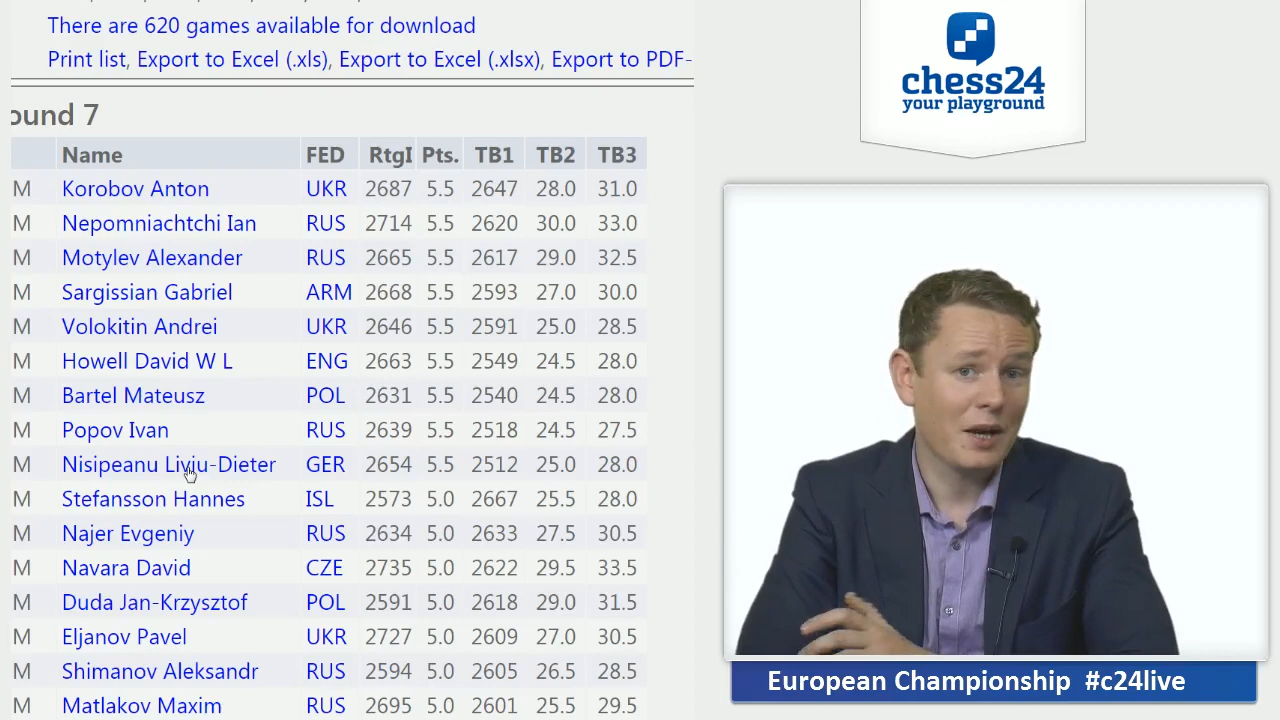 There are 620 games available for download
Print list, Export to Excel (.xls), Export to Excel (.xlsx), Export to PDF-
ound 7
Name FED RtgI Pts. TB1 TB2 TB3
M Korobov Anton UKR 2687 5.5 2647 28.0 31.0
M Nepomniachtchi Ian RUS 2714 5.5 2620 30.0 33.0
M Motylev Alexander RUS 2665 5.5 2617 29.0 32.5
M Sargissian Gabriel ARM 2668 5.5 2593 27.0 30.0
M Volokitin Andrei UKR 2646 5.5 2591 25.0 28.5
M Howell David W L ENG 2663 5.5 2549 24.5 28.0
M Bartel Mateusz POL 2631 5.5 2540 24.5 28.0
M Popov Ivan RUS 2639 5.5 2518 24.5 27.5
M Nisipeanu Liviu-Dieter GER 2654 5.5 2512 25.0 28.0
M Stefansson Hannes ISL 2573 5.0 2667 25.5 28.0
M Najer Evgeniy RUS 2634 5.0 2633 27.5 30.5
M Navara David CZE 2735 5.0 2622 29.5 33.5
M Duda Jan-Krzysztof POL 2591 5.0 2618 29.0 31.5
M Eljanov Pavel UKR 2727 5.0 2609 27.0 30.5
M Shimanov Aleksandr RUS 2594 5.0 2605 26.5 28.5
M Matlakov Maxim RUS 2695 5.0 2601 25.5 29.5
chess24
your playground
European Championship #c24live